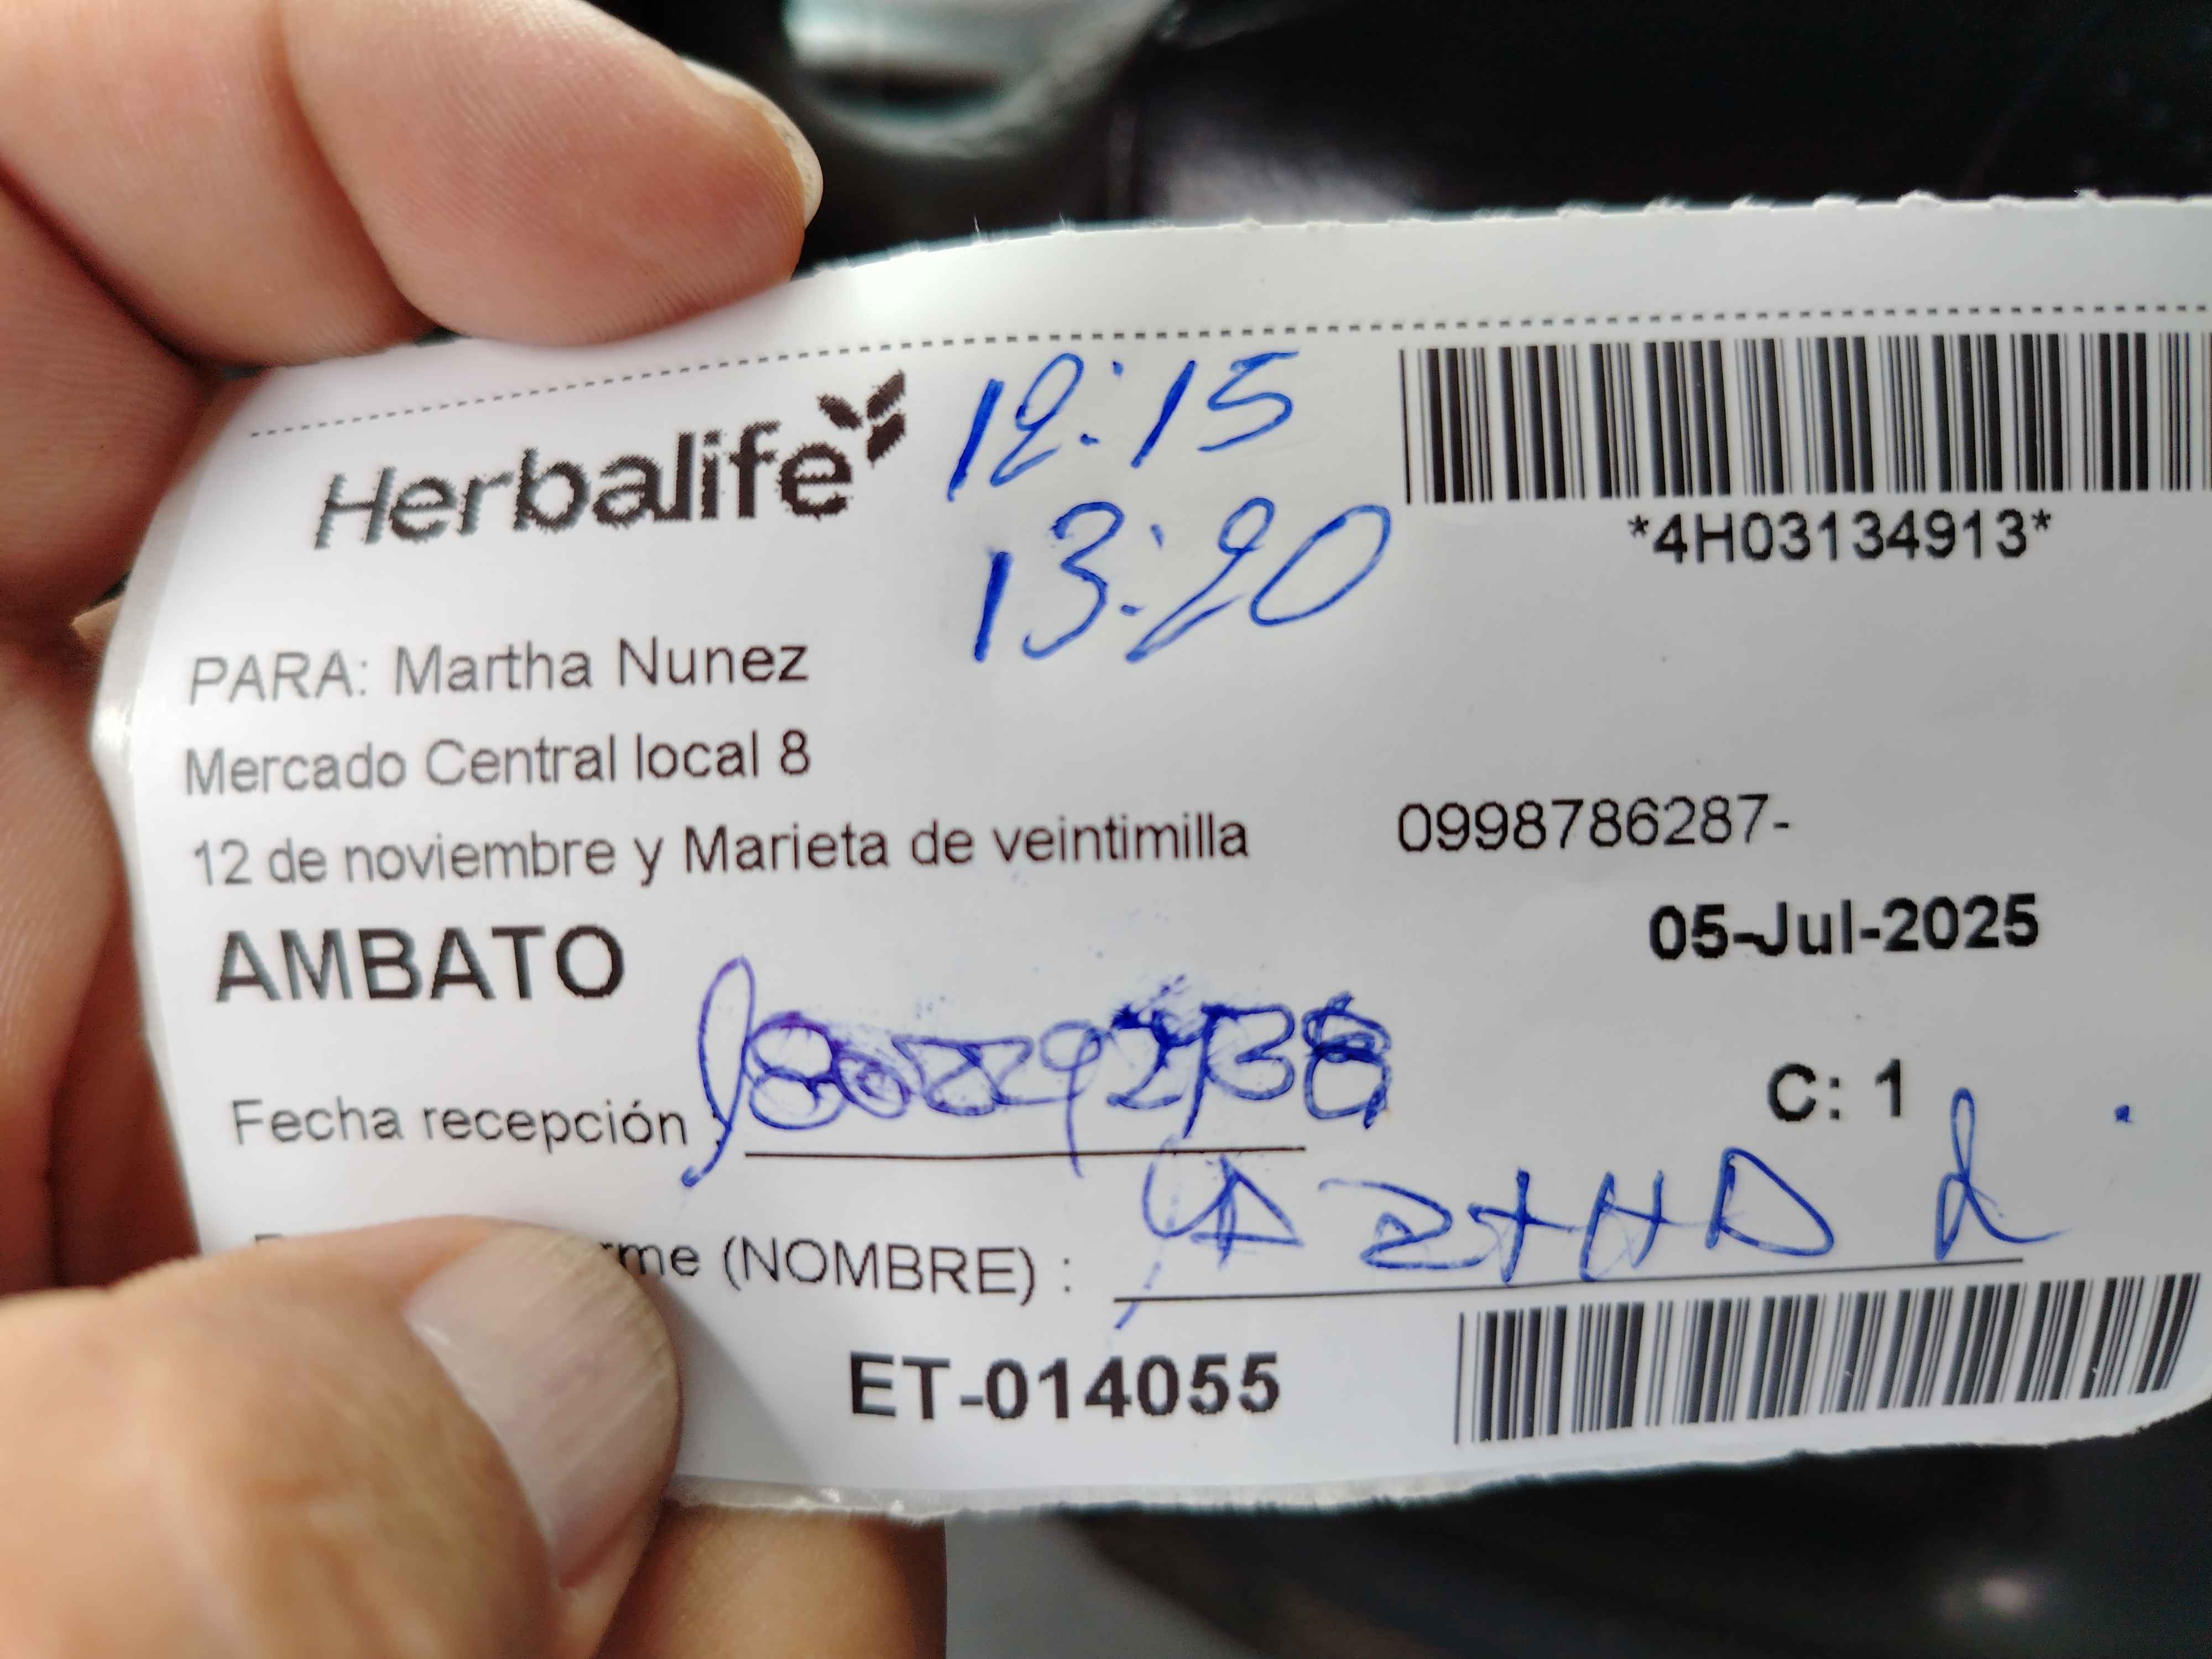 Herbalife
12:15
13:20
*4H03134913*
PARA: Martha Nunez
Mercado Central local 8
12 de noviembre y Marieta de veintimilla
0998786287-
AMBATO
05-Jul-2025
Fecha recepción
C: 1
(NOMBRE) :
ET-014055